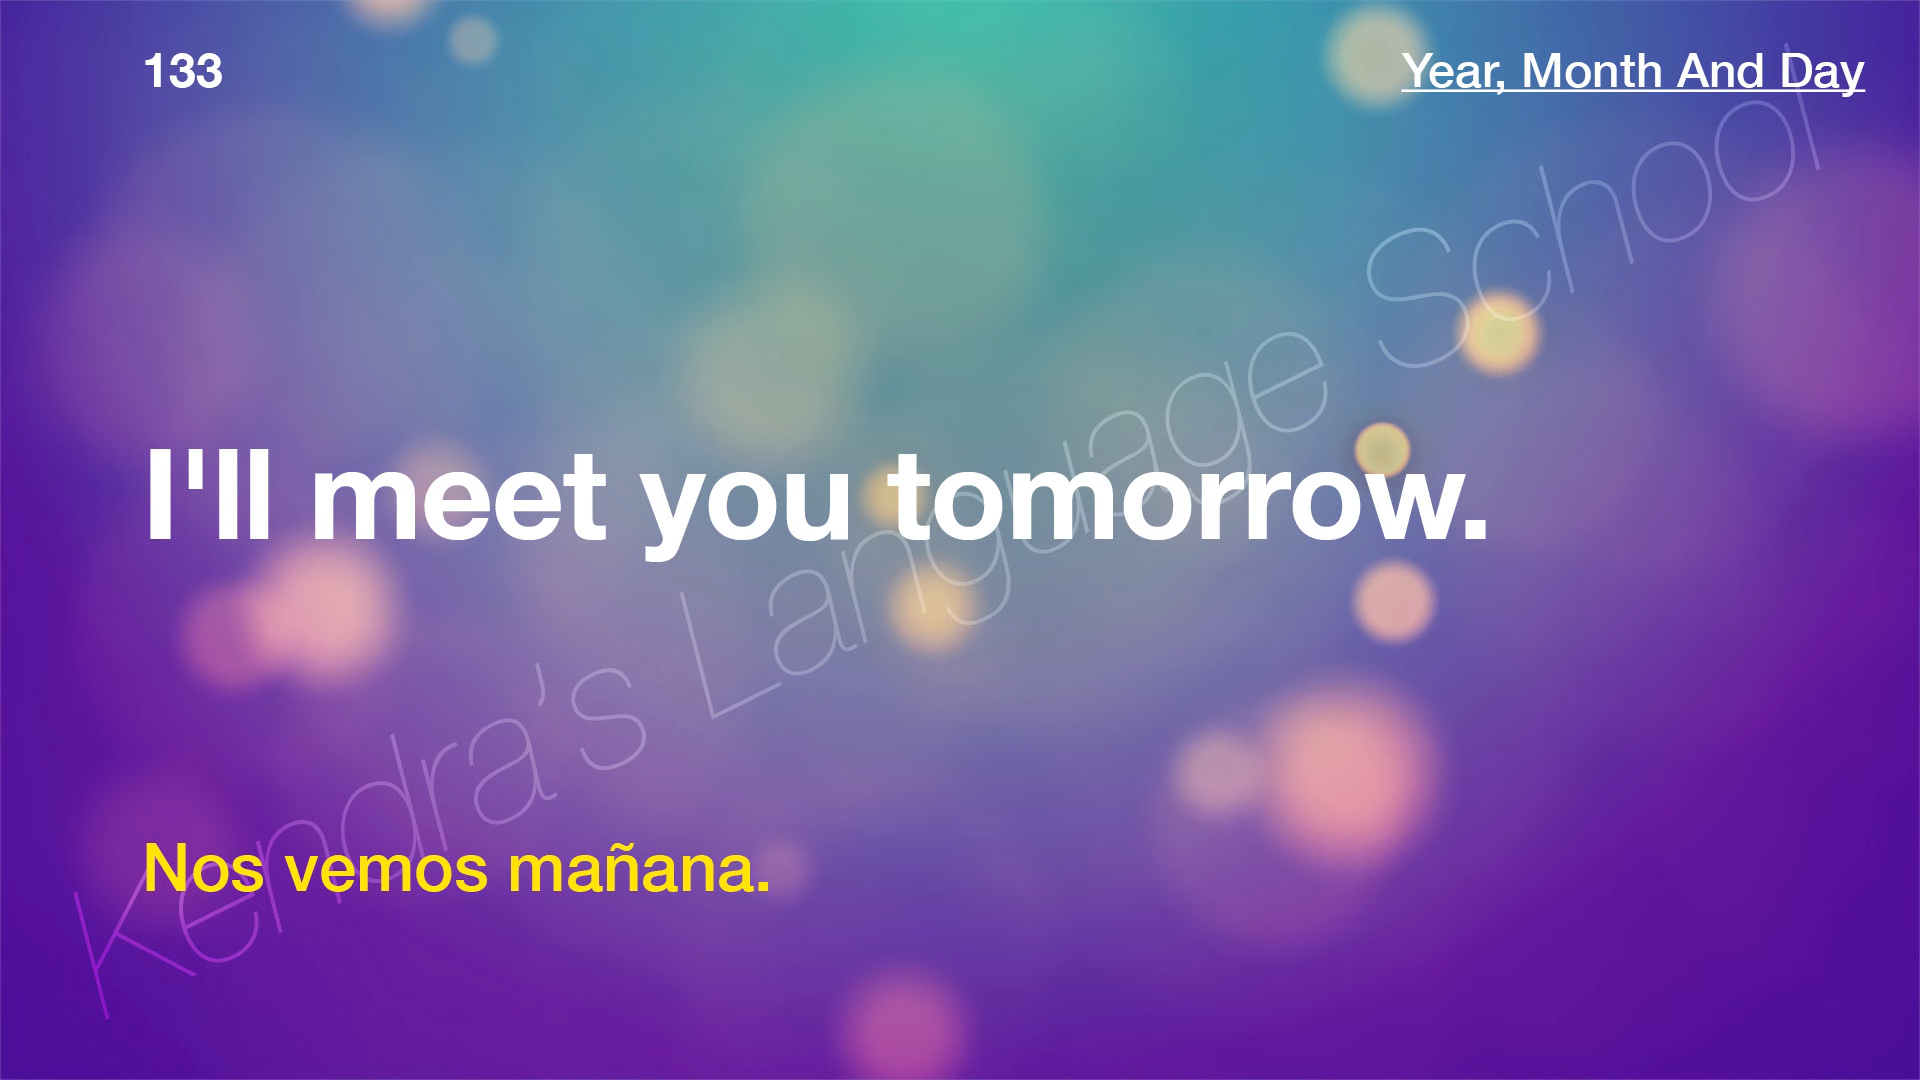 133
Year, Month And Day
I'll meet you tomorrow.
Nos vemos mañana.
Kendra’s Language School